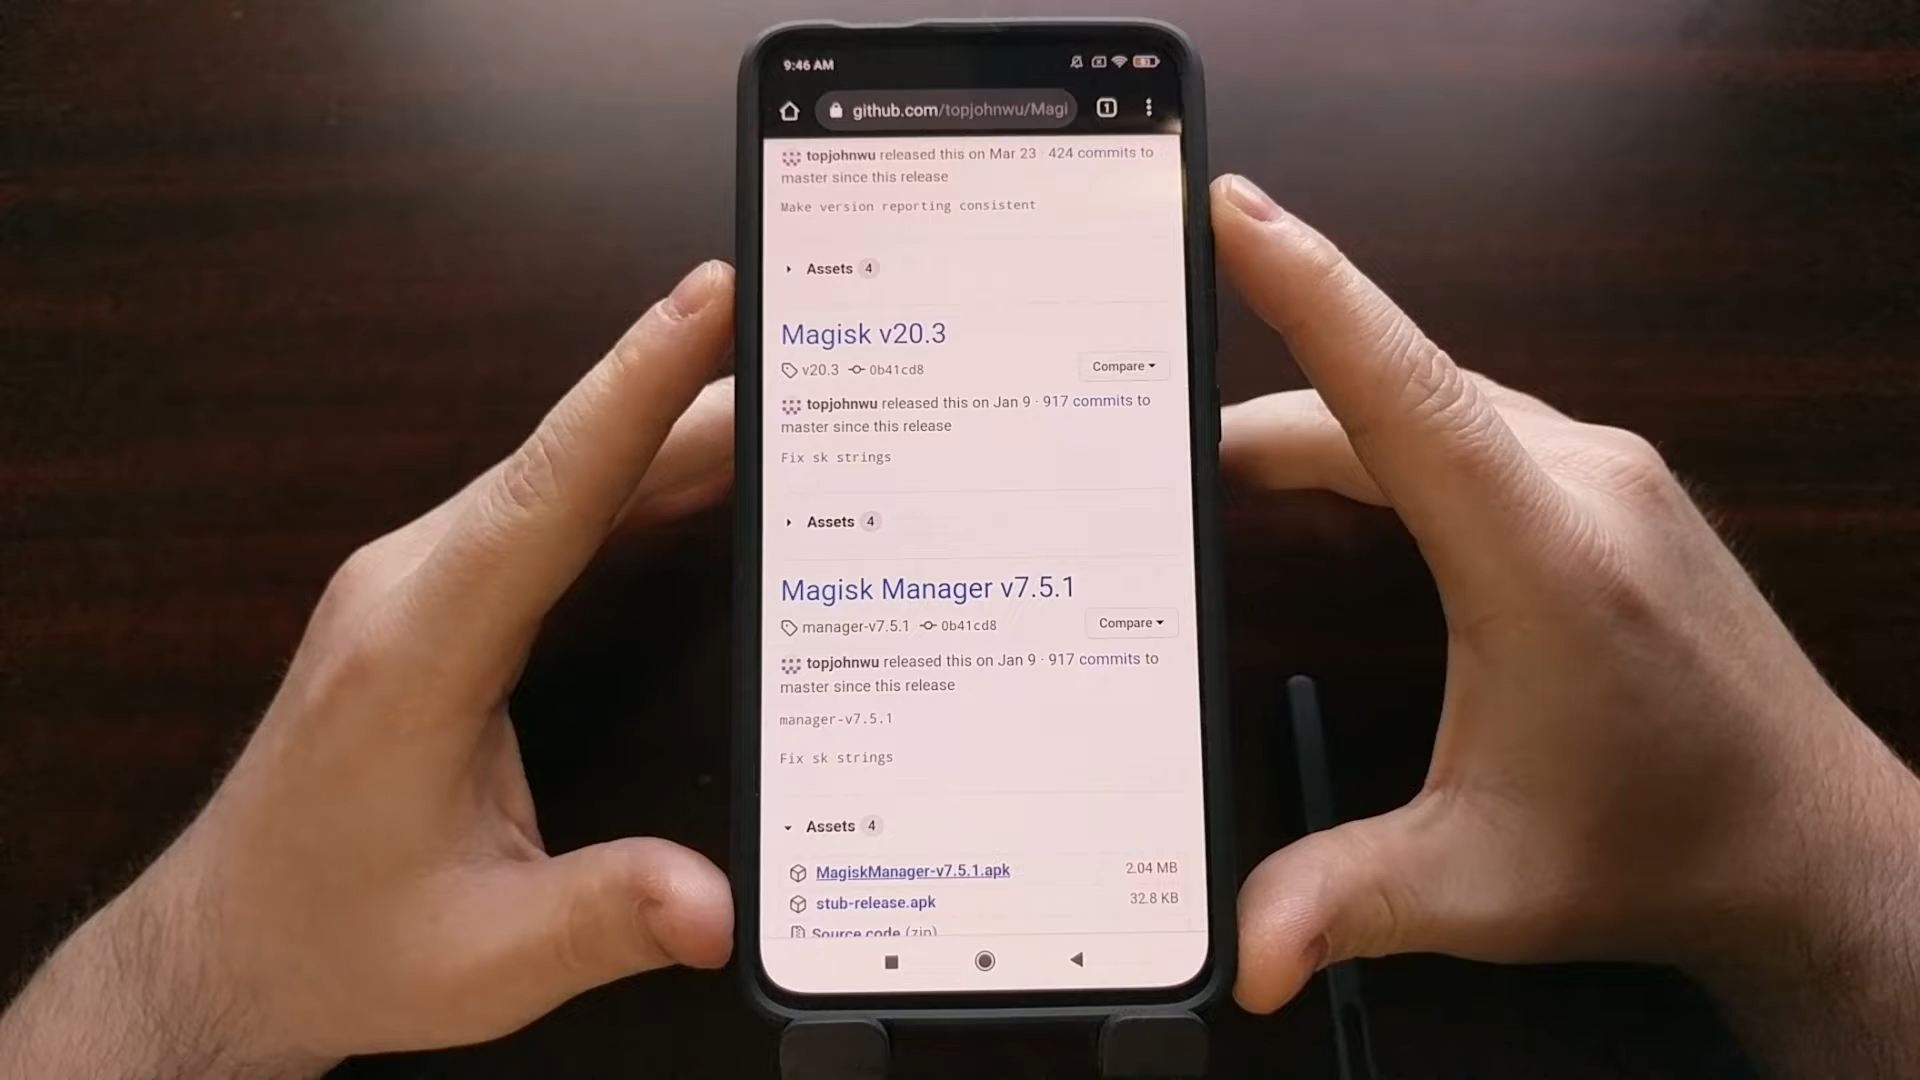 9:46 AM
github.com/topjohnwu/Magi
1
topjohnwu released this on Mar 23 · 424 commits to
master since this release
Make version reporting consistent
Assets 4
Magisk v20.3
v20.3 0b41cd8
Compare
topjohnwu released this on Jan 9 · 917 commits to
master since this release
Fix sk strings
Assets 4
Magisk Manager v7.5.1
manager-v7.5.1 0b41cd8
Compare
topjohnwu released this on Jan 9 · 917 commits to
master since this release
manager-v7.5.1
Fix sk strings
Assets 4
MagiskManager-v7.5.1.apk 2.04 MB
stub-release.apk 32.8 KB
Source code (zip)